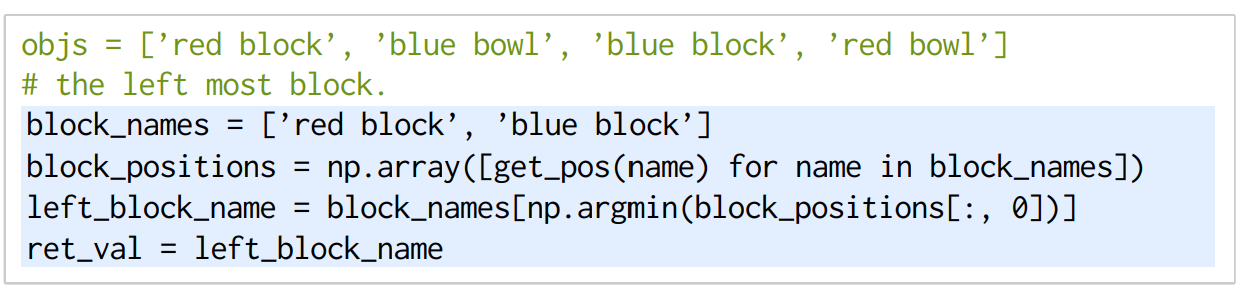 objs = [’red block’, ’blue bowl’, ’blue block’, ’red bowl’]
# the left most block.
block_names = [’red block’, ’blue block’]
block_positions = np.array([get_pos(name) for name in block_names])
left_block_name = block_names[np.argmin(block_positions[:, 0])]
ret_val = left_block_name